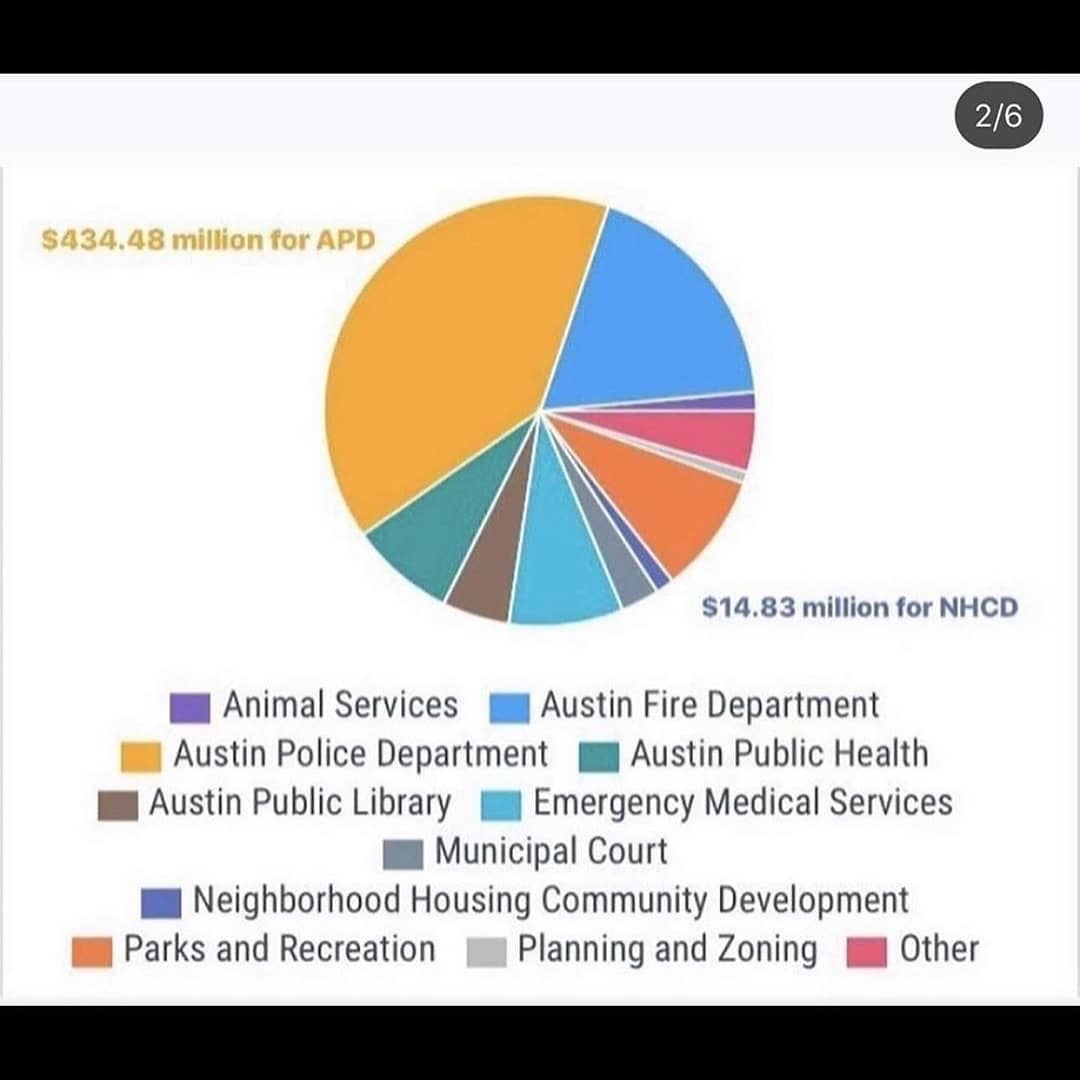 2/6
$434.48 million for APD
$14.83 million for NHCD
Animal Services Austin Fire Department
Austin Police Department Austin Public Health
Austin Public Library Emergency Medical Services
Municipal Court
Neighborhood Housing Community Development
Parks and Recreation Planning and Zoning Other